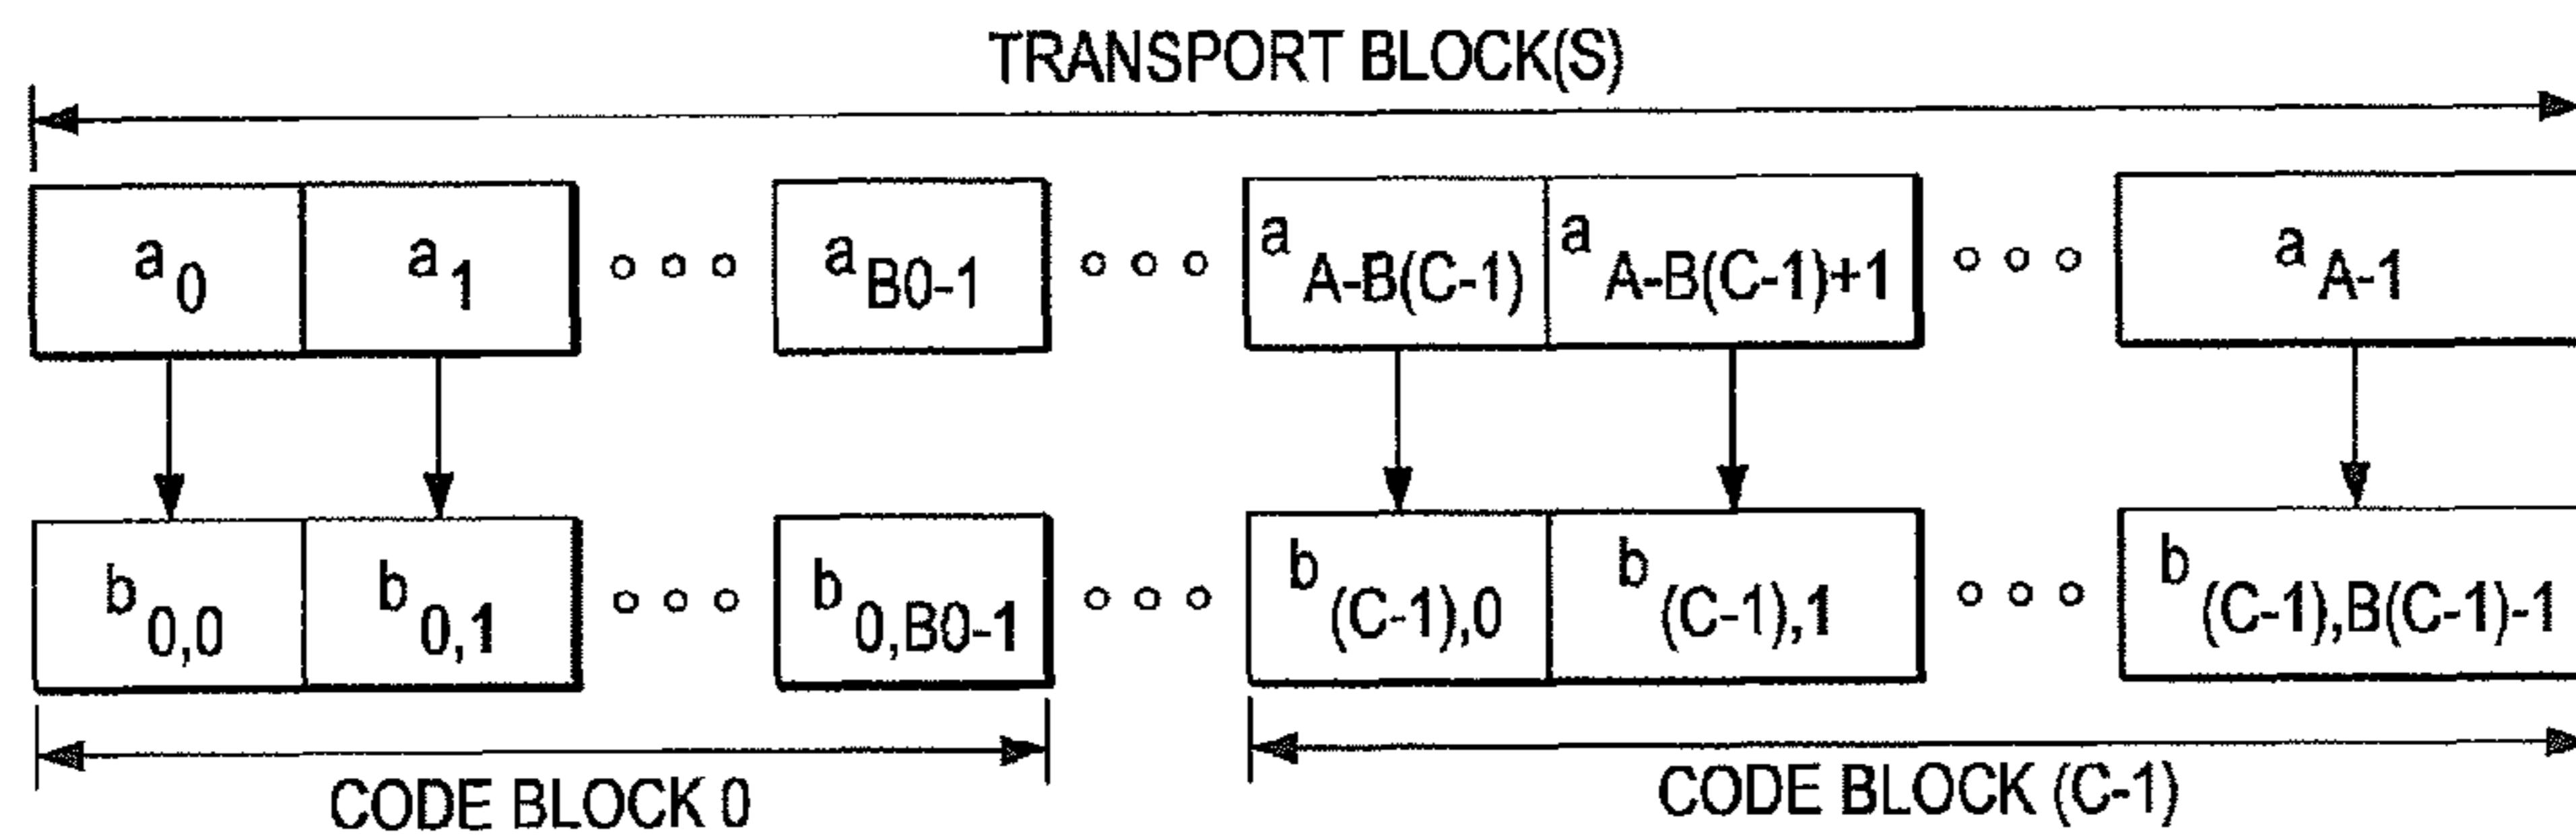 TRANSPORT BLOCK(S)
a0 a1 ∘ ∘ ∘ aB0-1 ∘ ∘ ∘ aA-B(C-1) aA-B(C-1)+1 ∘ ∘ ∘ aA-1
b0,0 b0,1 ∘ ∘ ∘ b0,B0-1 ∘ ∘ ∘ b(C-1),0 b(C-1),1 ∘ ∘ ∘ b(C-1),B(C-1)-1
CODE BLOCK 0 CODE BLOCK (C-1)